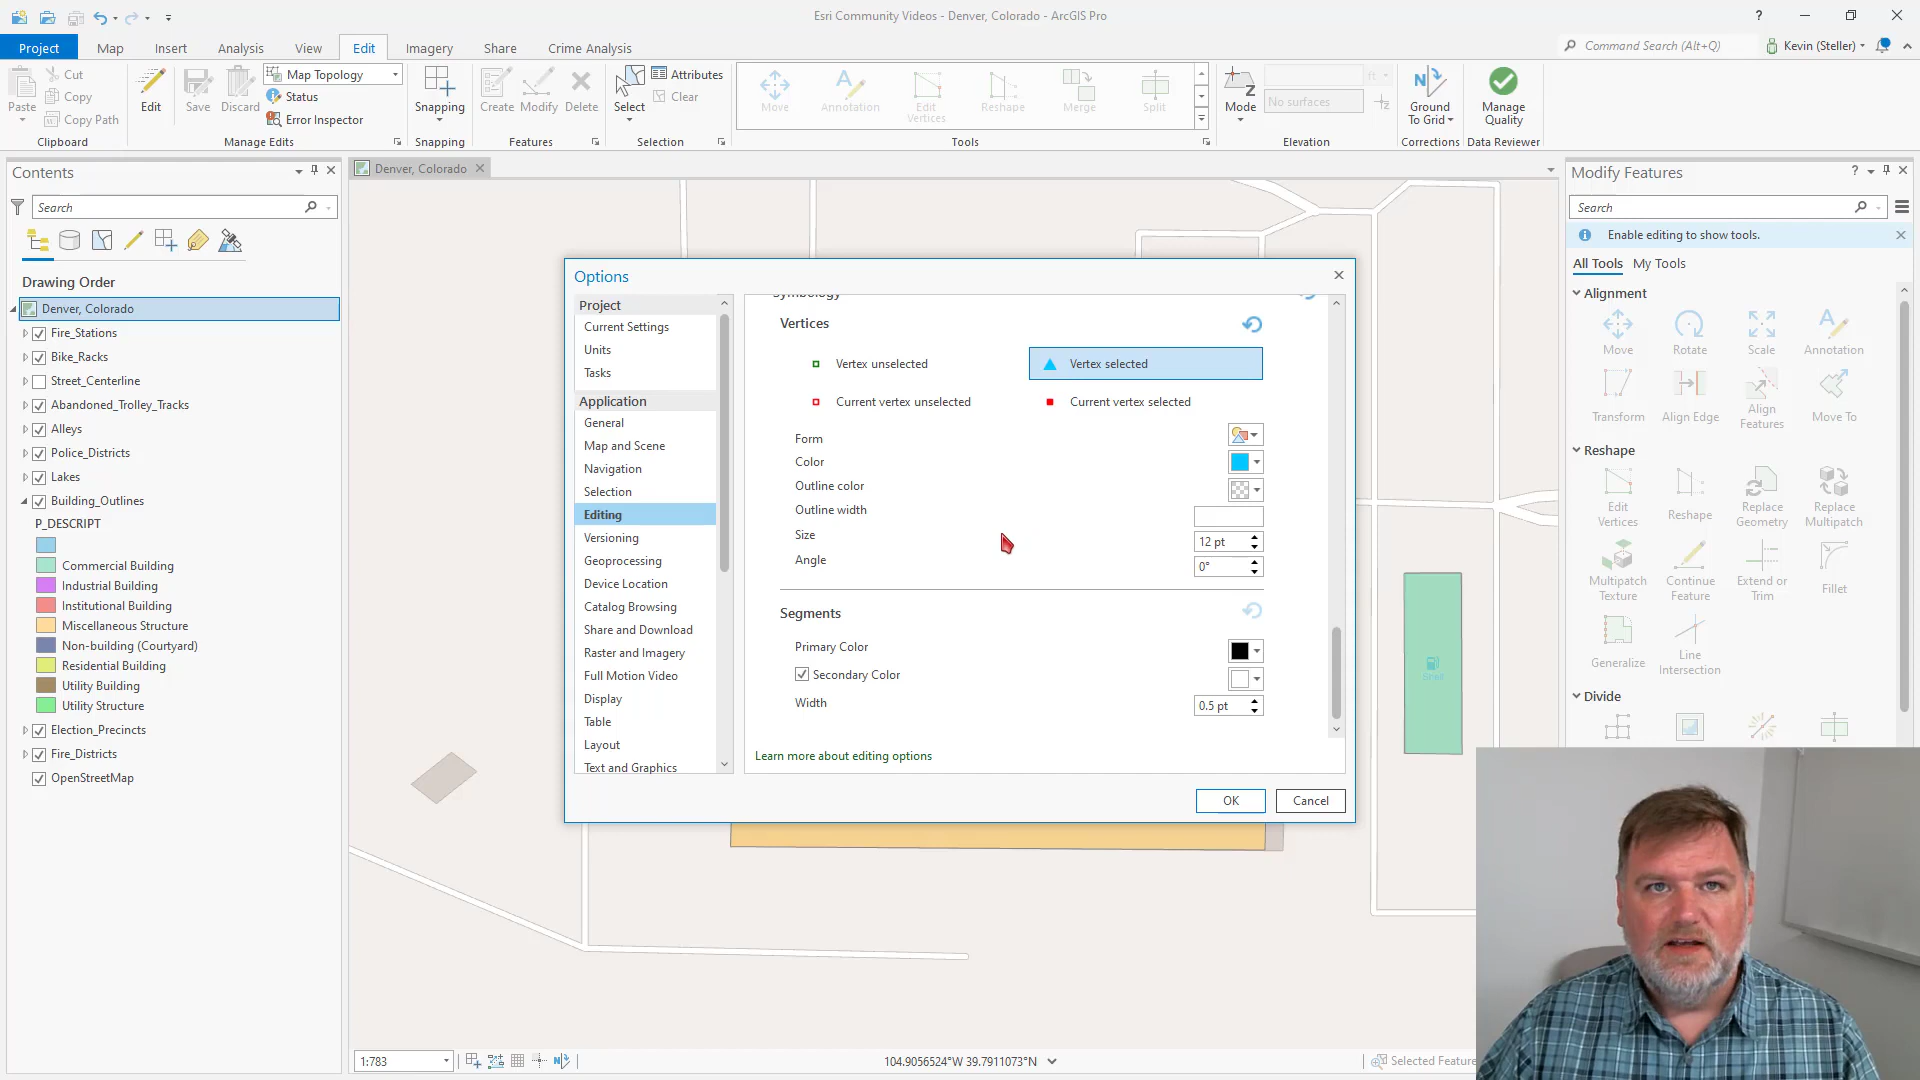 Esri Community Videos - Denver, Colorado - ArcGIS Pro
?
Project
Map
Insert
Analysis
View
Edit
Imagery
Share
Crime Analysis
Command Search (Alt+Q)
Kevin (Steller)
Paste
Cut
Copy
Copy Path
Clipboard
Edit
Save
Discard
Map Topology
Status
Error Inspector
Manage Edits
Snapping
Snapping
Create
Modify
Delete
Features
Select
Attributes
Clear
Selection
Move
Annotation
Edit
Vertices
Reshape
Merge
Split
Tools
Mode
ft
No surfaces
Elevation
Ground
To Grid
Corrections
Manage
Quality
Data Reviewer
Contents
Search
Drawing Order
Denver, Colorado
Fire_Stations
Bike_Racks
Street_Centerline
Abandoned_Trolley_Tracks
Alleys
Police_Districts
Lakes
Building_Outlines
P_DESCRIPT
Commercial Building
Industrial Building
Institutional Building
Miscellaneous Structure
Non-building (Courtyard)
Residential Building
Utility Building
Utility Structure
Election_Precincts
Fire_Districts
OpenStreetMap
Denver, Colorado
Options
Project
Current Settings
Units
Tasks
Application
General
Map and Scene
Navigation
Selection
Editing
Versioning
Geoprocessing
Device Location
Catalog Browsing
Share and Download
Raster and Imagery
Full Motion Video
Display
Table
Layout
Text and Graphics
Symbology
Vertices
Vertex unselected
Vertex selected
Current vertex unselected
Current vertex selected
Form
Color
Outline color
Outline width
Size
12 pt
Angle
0°
Segments
Primary Color
Secondary Color
Width
0.5 pt
Learn more about editing options
OK
Cancel
1:783
104.9056524°W 39.7911073°N
Selected Feature
Modify Features
?
Search
Enable editing to show tools.
All Tools
My Tools
Alignment
Move
Rotate
Scale
Annotation
Transform
Align Edge
Align
Features
Move To
Reshape
Edit
Vertices
Reshape
Replace
Geometry
Replace
Multipatch
Multipatch
Texture
Continue
Feature
Extend or
Trim
Fillet
Generalize
Line
Intersection
Divide